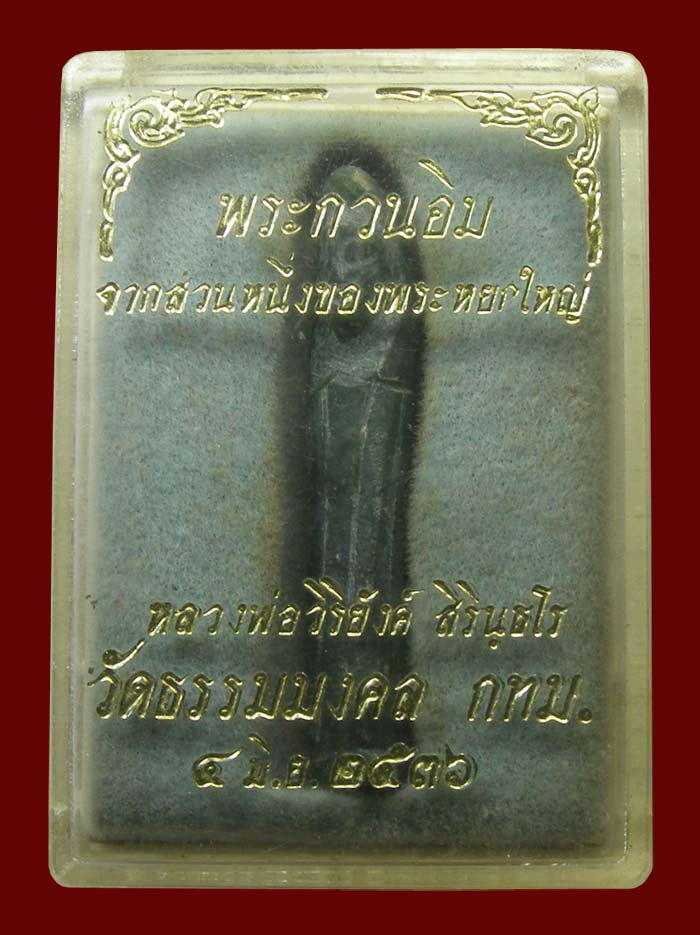 พระกวนอิม
จากส่วนหนึ่งของพระหยกใหญ่
หลวงพ่อวิริยังค์ สิรินฺธโร
วัดธรรมมงคล กทม.
๔ มิ.ย. ๒๕๓๖